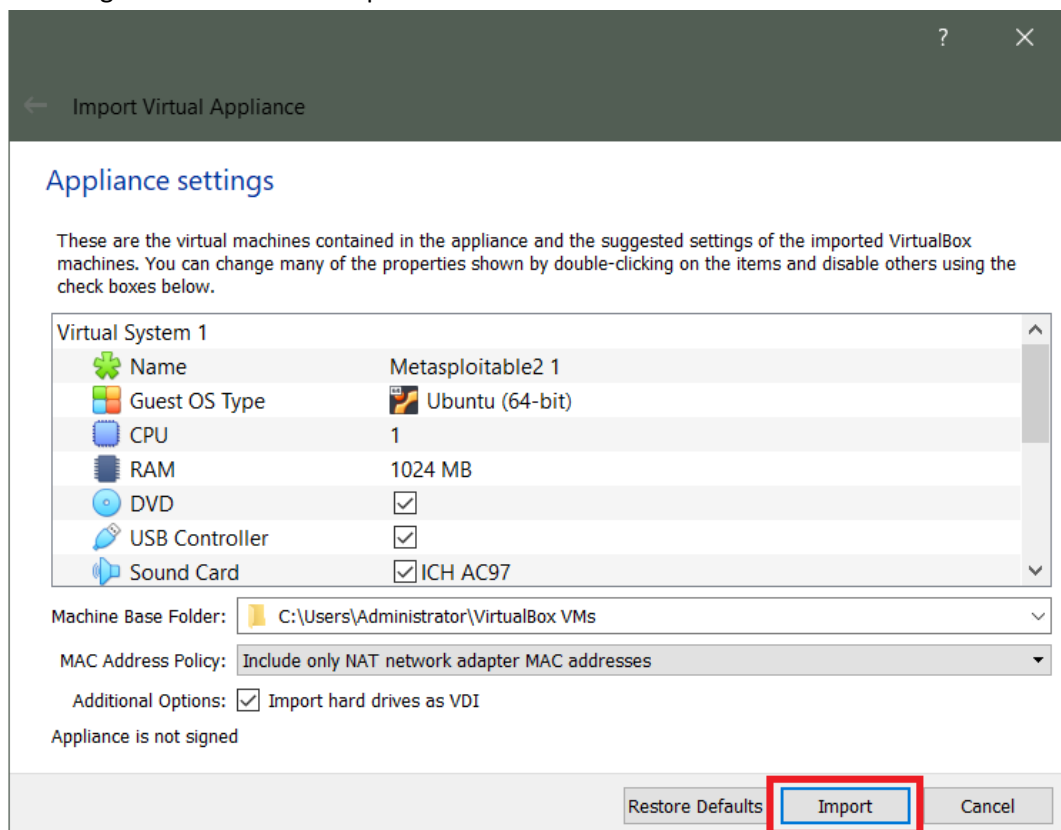 ?
Import Virtual Appliance
Appliance settings
These are the virtual machines contained in the appliance and the suggested settings of the imported VirtualBox
machines. You can change many of the properties shown by double-clicking on the items and disable others using the
check boxes below.
Virtual System 1
Name Metasploitable2 1
Guest OS Type Ubuntu (64-bit)
CPU 1
RAM 1024 MB
DVD
USB Controller
Sound Card ICH AC97
Machine Base Folder: C:\Users\Administrator\VirtualBox VMs
MAC Address Policy: Include only NAT network adapter MAC addresses
Additional Options: Import hard drives as VDI
Appliance is not signed
Restore Defaults Import Cancel